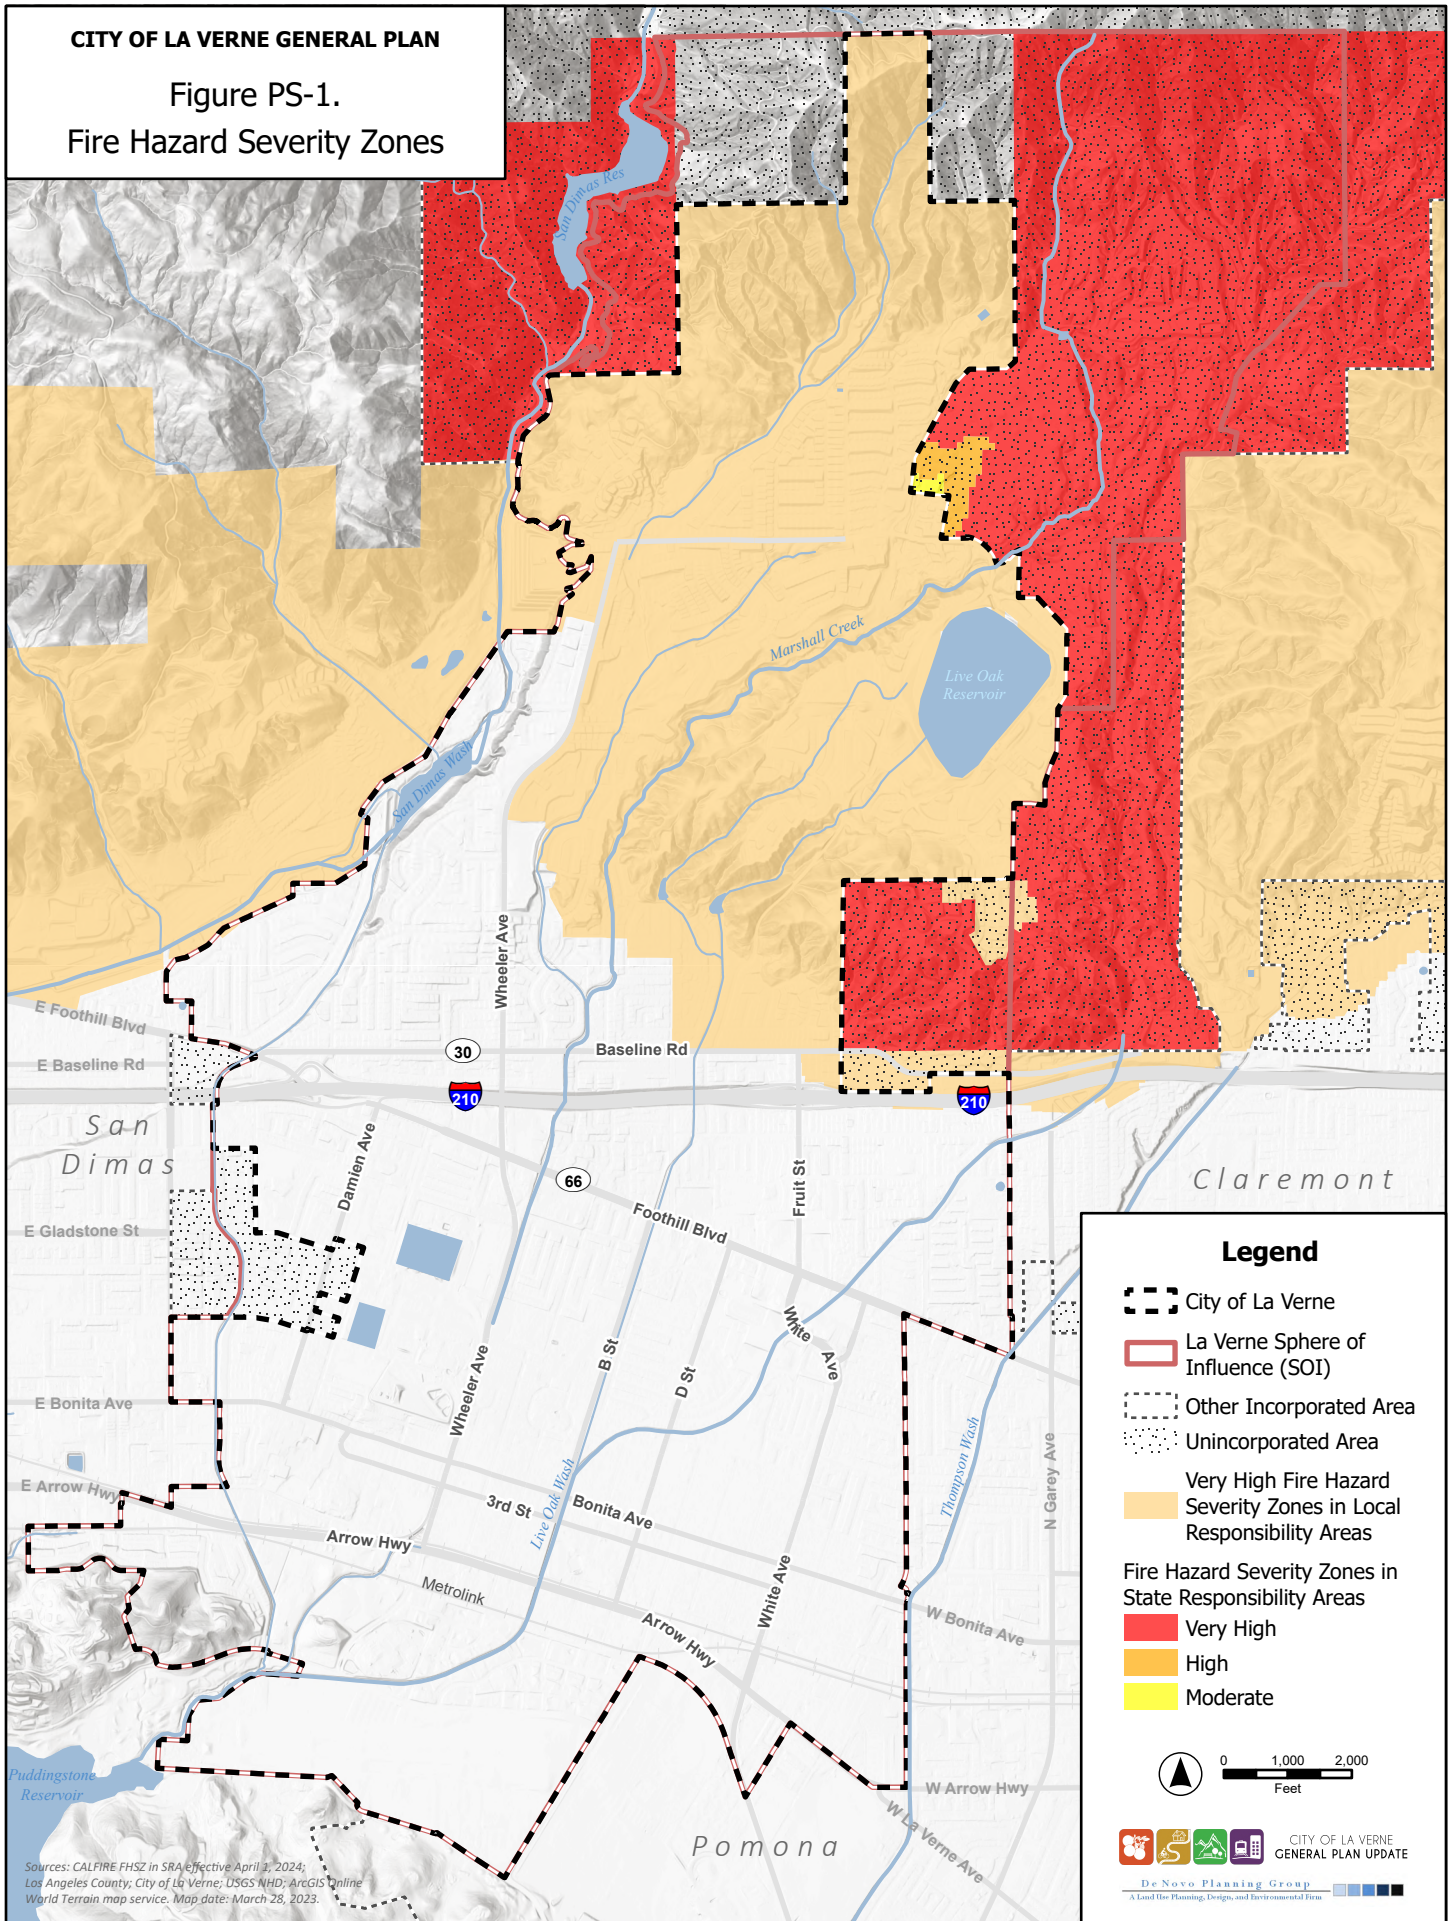 CITY OF LA VERNE GENERAL PLAN
Figure PS-1.
Fire Hazard Severity Zones
San Dimas Res
Marshall Creek
Live Oak
Reservoir
San Dimas Wash
Wheeler Ave
E Foothill Blvd
E Baseline Rd
30
Baseline Rd
210
210
San
Dimas
Damien Ave
66
Foothill Blvd
Fruit St
Claremont
E Gladstone St
White Ave
B St
D St
Wheeler Ave
E Bonita Ave
E Arrow Hwy
3rd St
Bonita Ave
Live Oak Wash
Thompson Wash
N Garey Ave
Arrow Hwy
Metrolink
White Ave
Arrow Hwy
W Bonita Ave
W Arrow Hwy
W La Verne Ave
Pomona
Puddingstone
Reservoir
Legend
City of La Verne
La Verne Sphere of
Influence (SOI)
Other Incorporated Area
Unincorporated Area
Very High Fire Hazard
Severity Zones in Local
Responsibility Areas
Fire Hazard Severity Zones in
State Responsibility Areas
Very High
High
Moderate
0 1,000 2,000
Feet
CITY OF LA VERNE
GENERAL PLAN UPDATE
De Novo Planning Group
A Land Use Planning, Design, and Environmental Firm
Sources: CALFIRE FHSZ in SRA effective April 1, 2024;
Los Angeles County; City of La Verne; USGS NHD; ArcGIS Online
World Terrain map service. Map date: March 28, 2023.